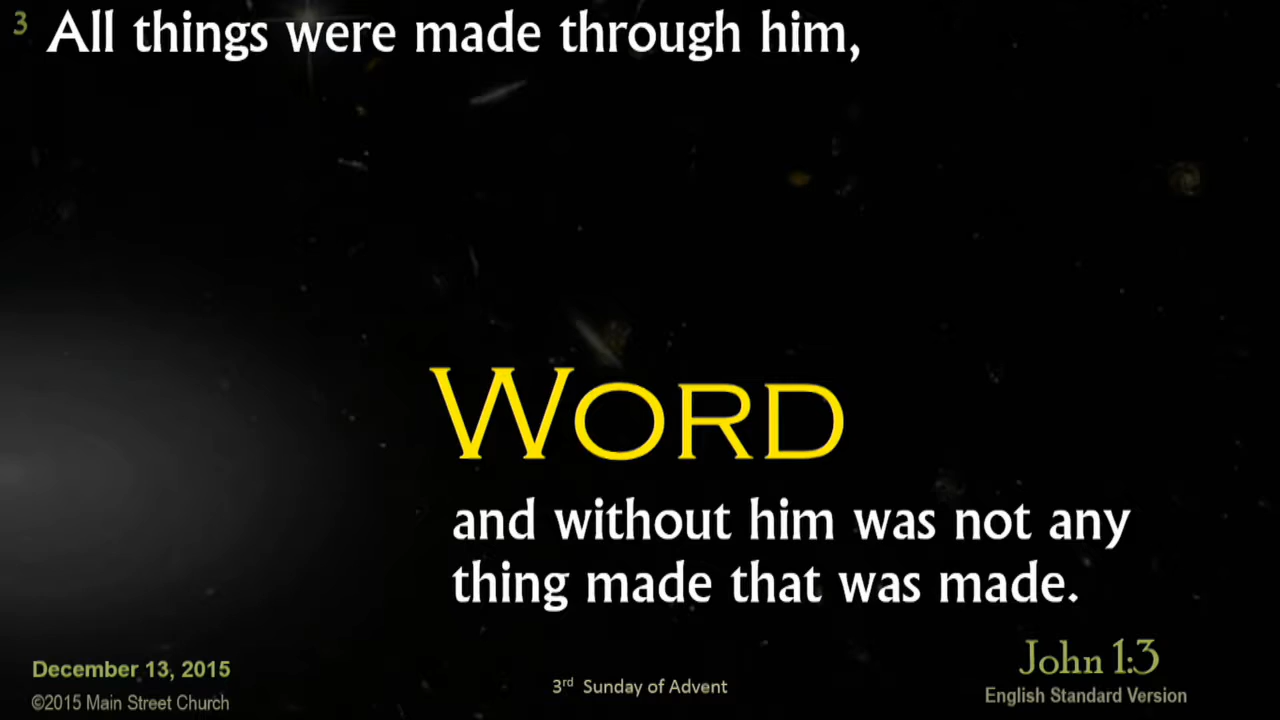 3 All things were made through him,
WORD
and without him was not any
thing made that was made.
John 1:3
English Standard Version
December 13, 2015
©2015 Main Street Church
3rd Sunday of Advent